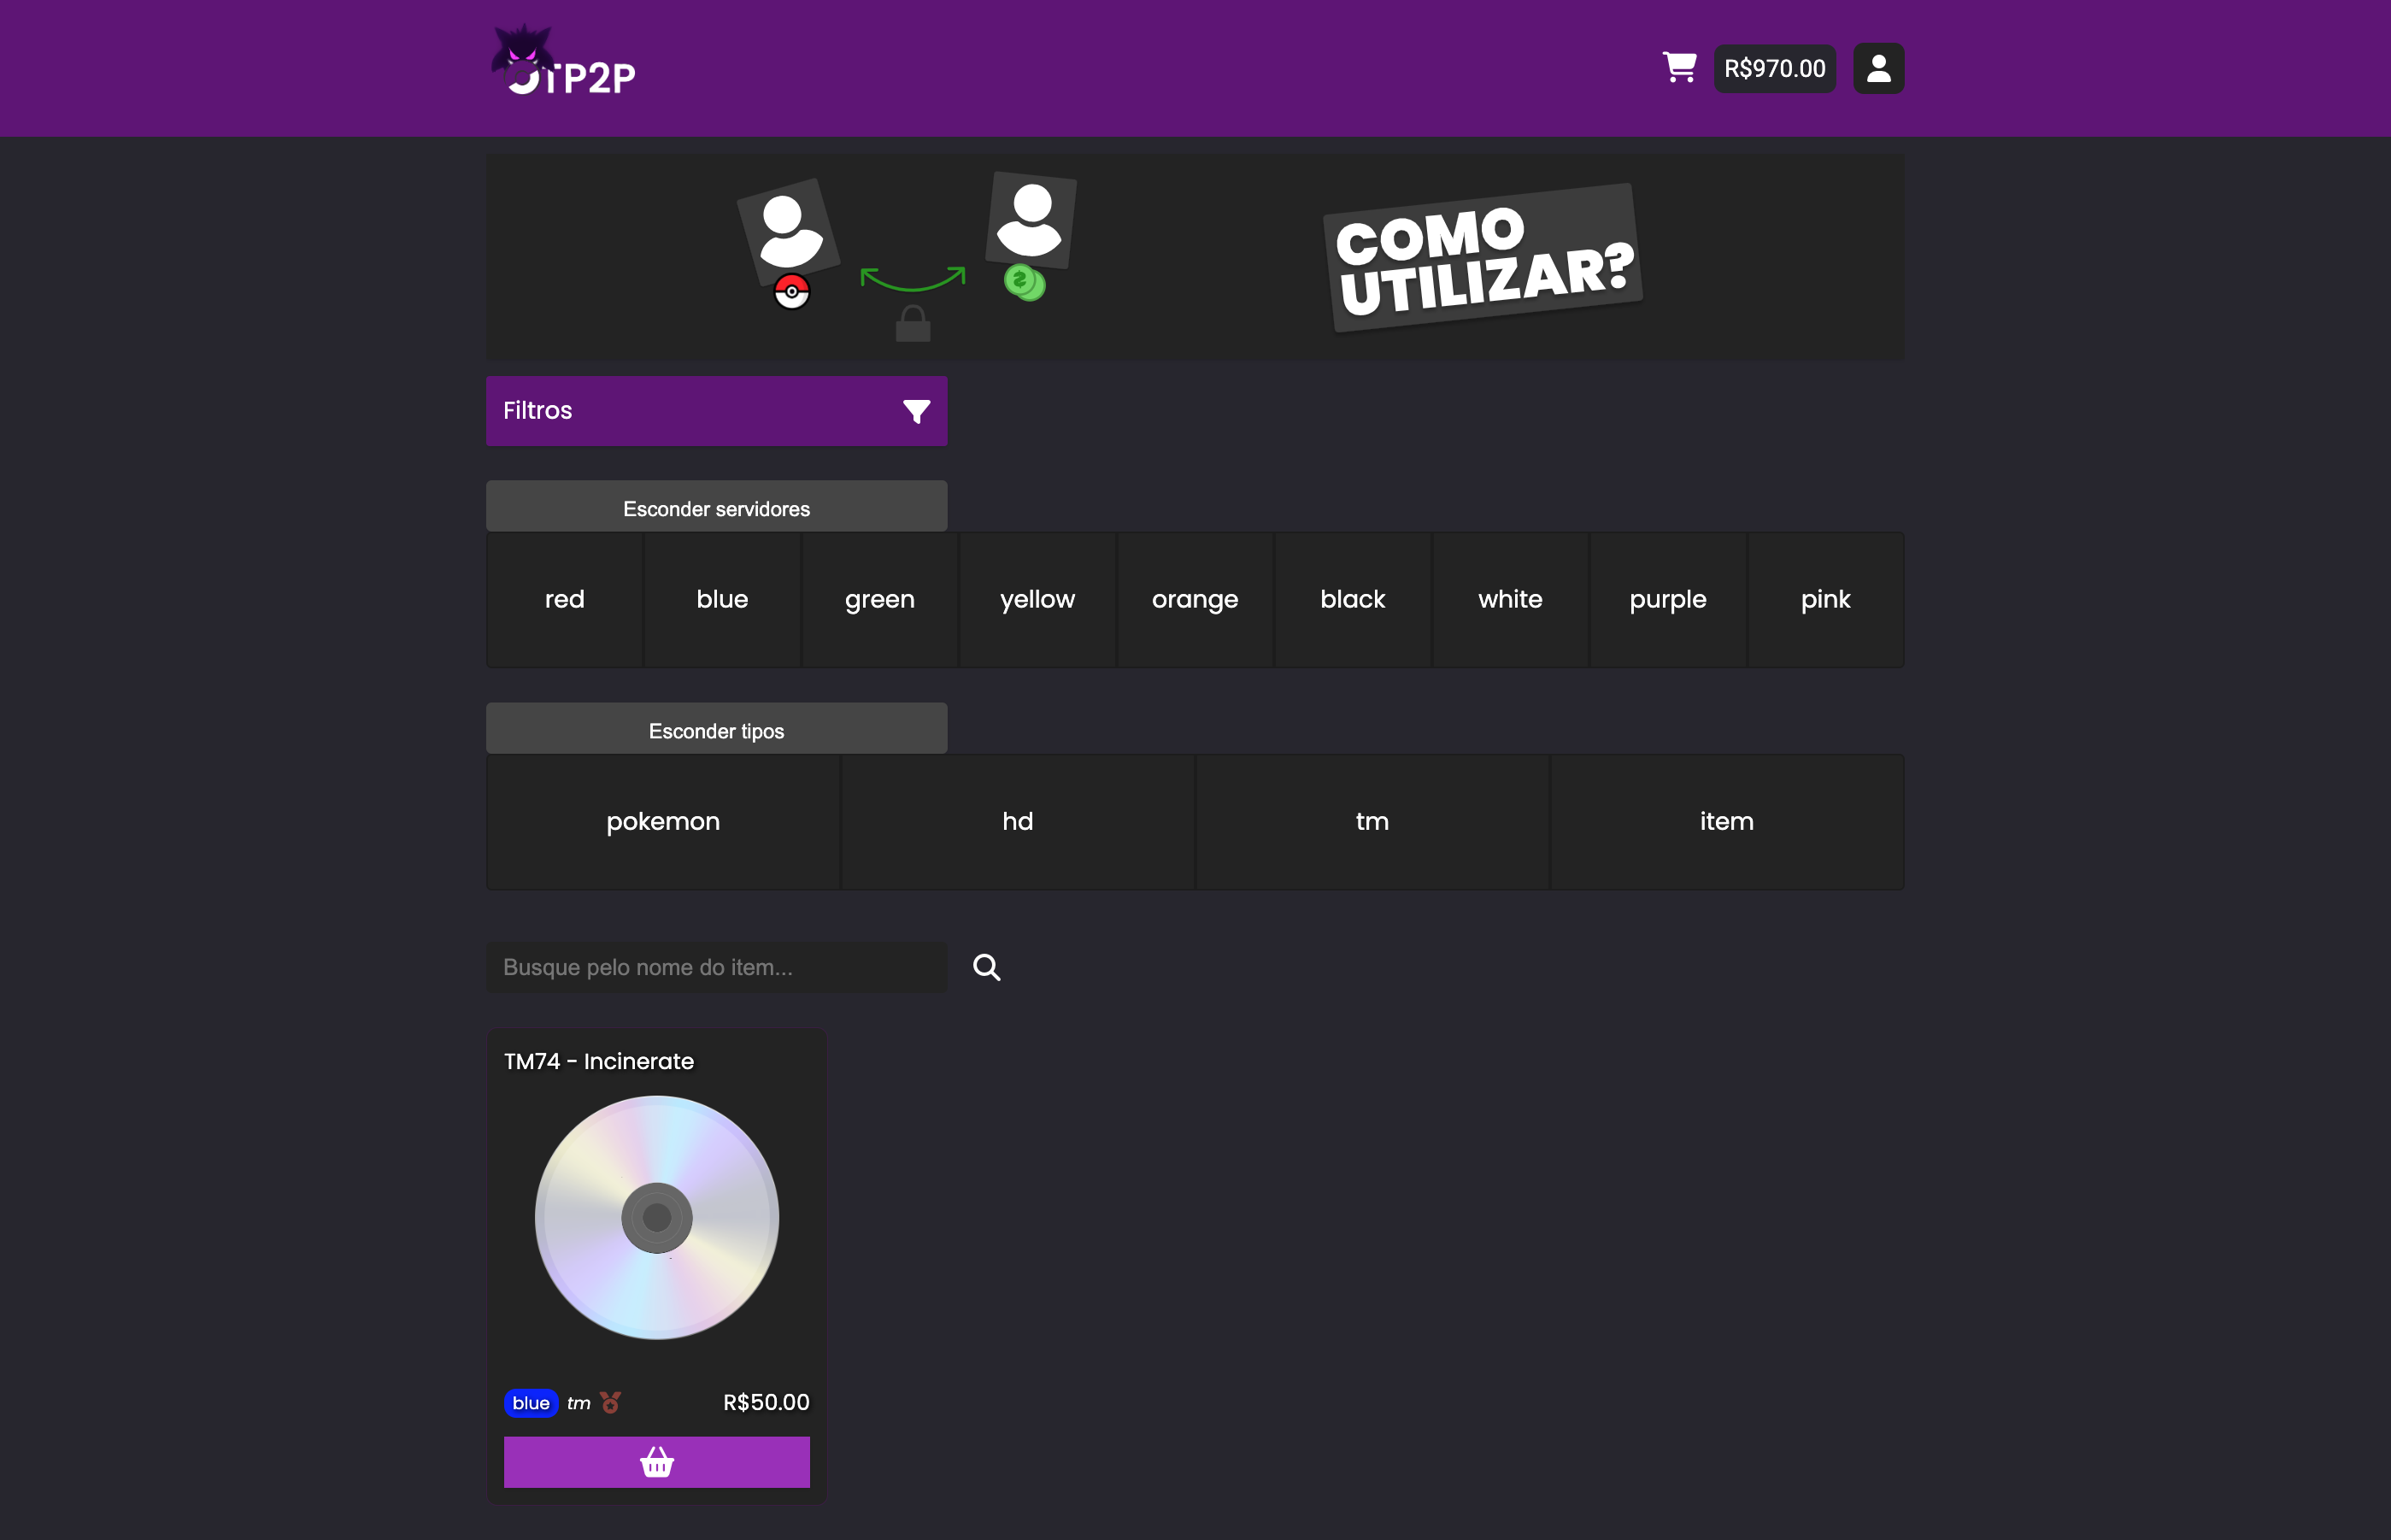 OTP2P
R$970.00
COMO
UTILIZAR?
Filtros
Esconder servidores
red blue green yellow orange black white purple pink
Esconder tipos
pokemon hd tm item
Busque pelo nome do item...
TM74 - Incinerate
blue tm R$50.00